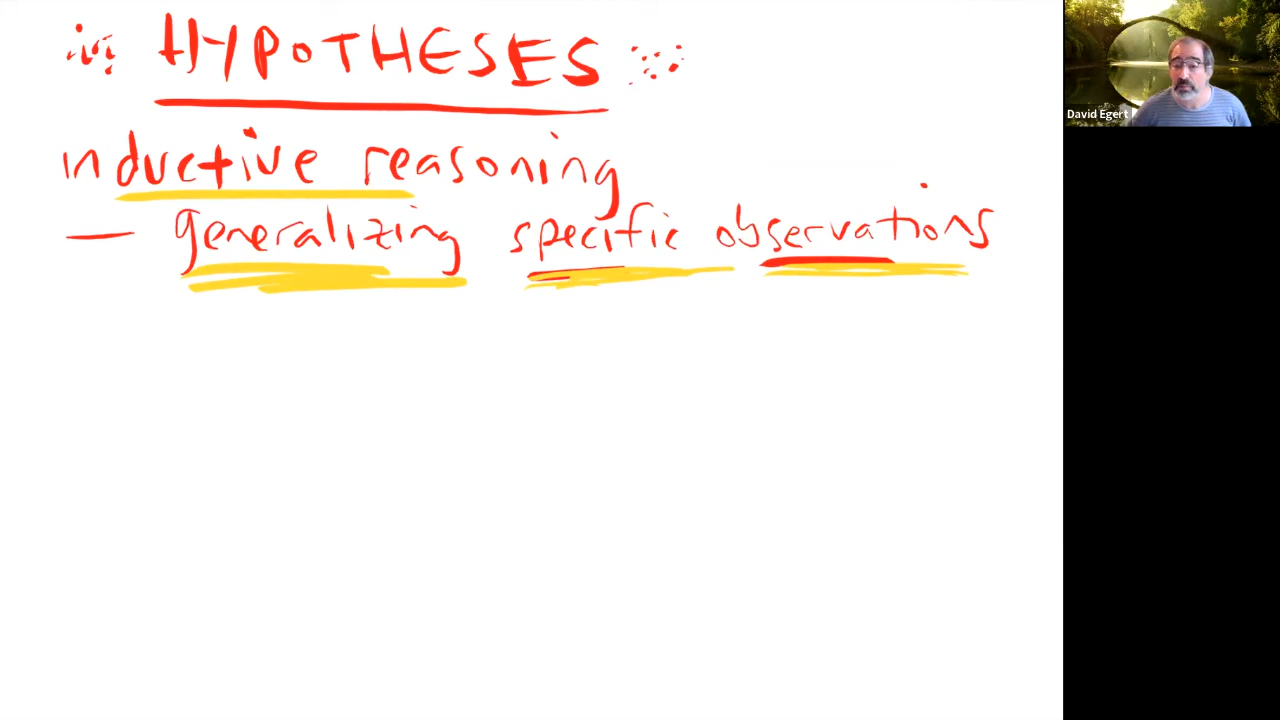 HYPOTHESES
inductive reasoning
— generalizing specific observations
David Egert